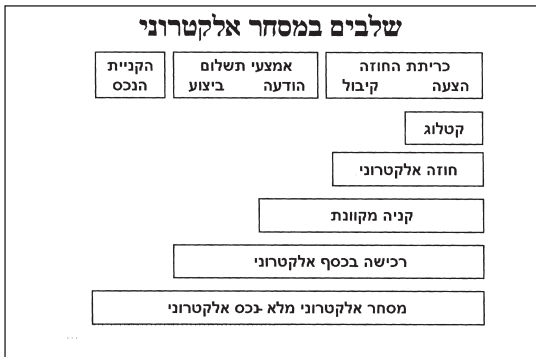 שלבים במסחר אלקטרוני
כריתת החוזה
הצעה קיבול
אמצעי תשלום
הודעה ביצוע
הקניית
הנכס
קטלוג
חוזה אלקטרוני
קניה מקוונת
רכישה בכסף אלקטרוני
מסחר אלקטרוני מלא -נכס אלקטרוני
...